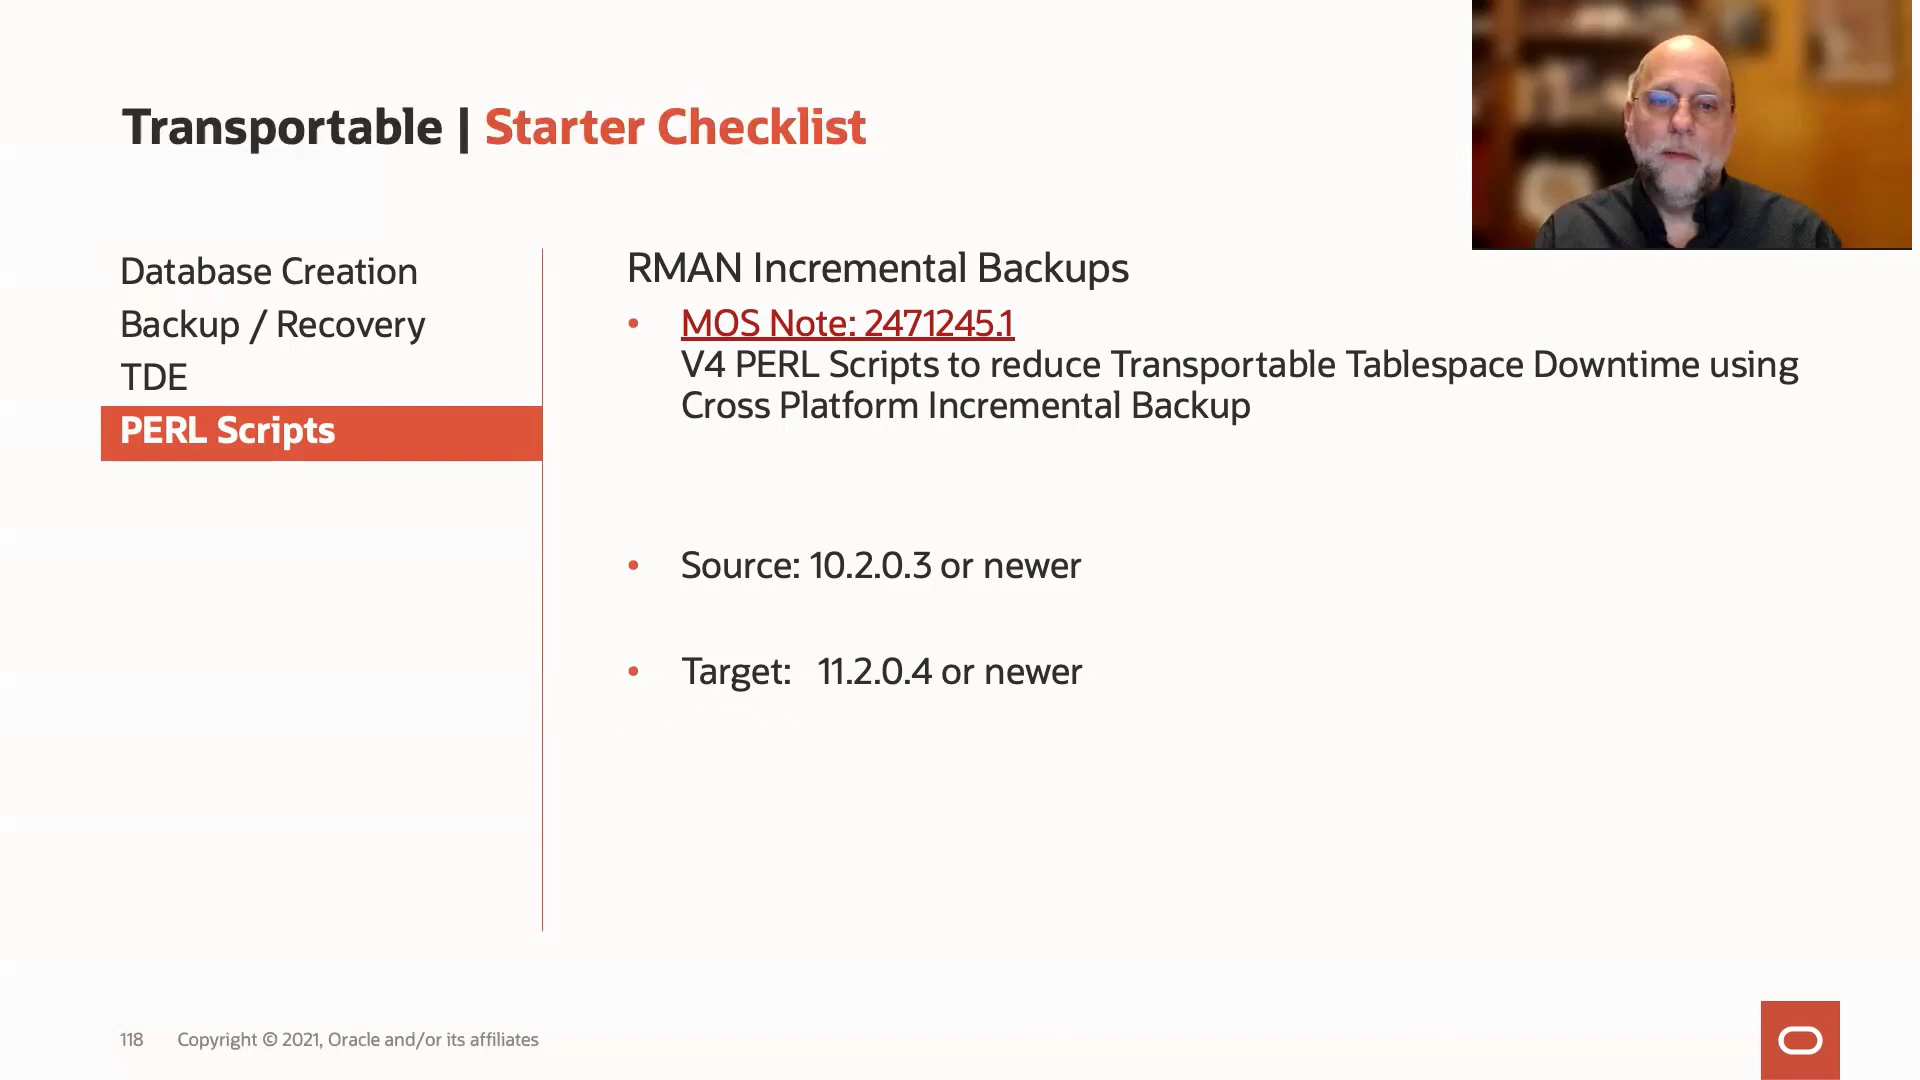 Transportable | Starter Checklist
Database Creation
Backup / Recovery
TDE
PERL Scripts
RMAN Incremental Backups
• MOS Note: 2471245.1
V4 PERL Scripts to reduce Transportable Tablespace Downtime using
Cross Platform Incremental Backup
• Source: 10.2.0.3 or newer
• Target: 11.2.0.4 or newer
118 Copyright © 2021, Oracle and/or its affiliates